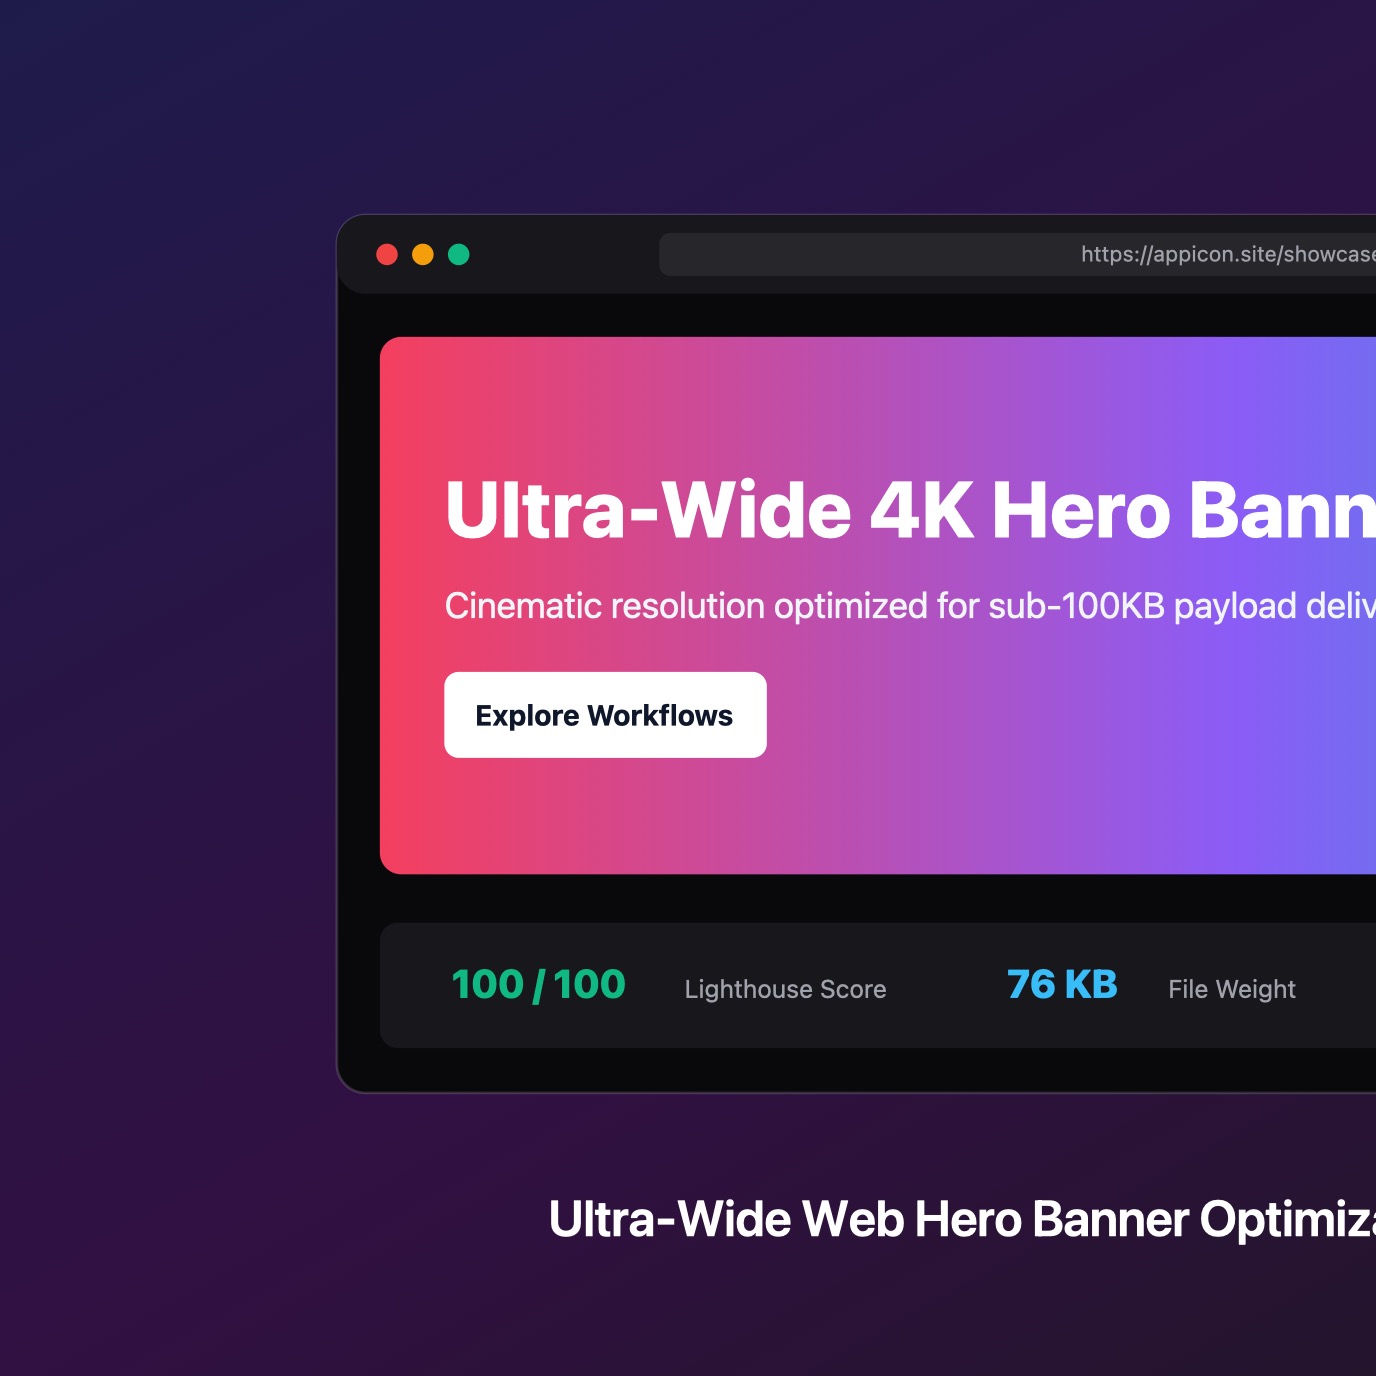 https://appicon.site/showcase
Ultra-Wide 4K Hero Bann
Cinematic resolution optimized for sub-100KB payload deliv
Explore Workflows
100 / 100 Lighthouse Score 76 KB File Weight
Ultra-Wide Web Hero Banner Optimiza